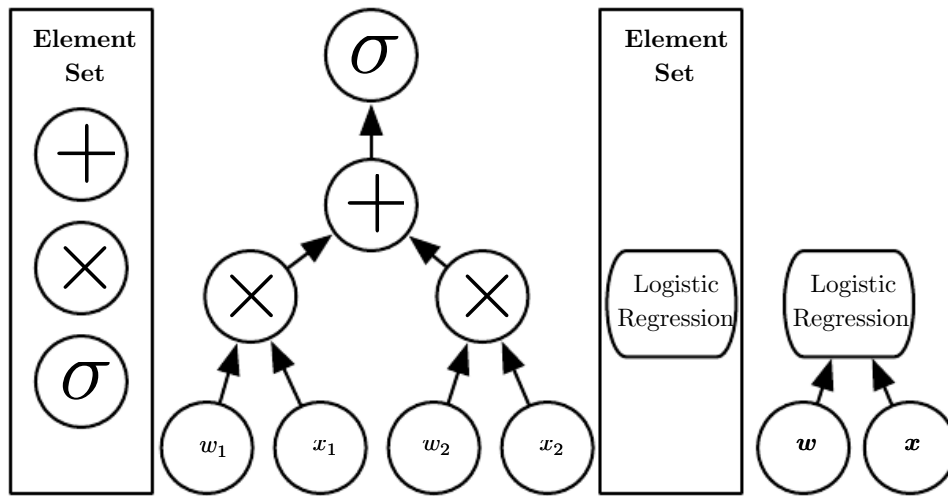 Element
Set
+
×
σ
σ
+
×
×
w₁
x₁
w₂
x₂
Element
Set
Logistic
Regression
Logistic
Regression
w
x